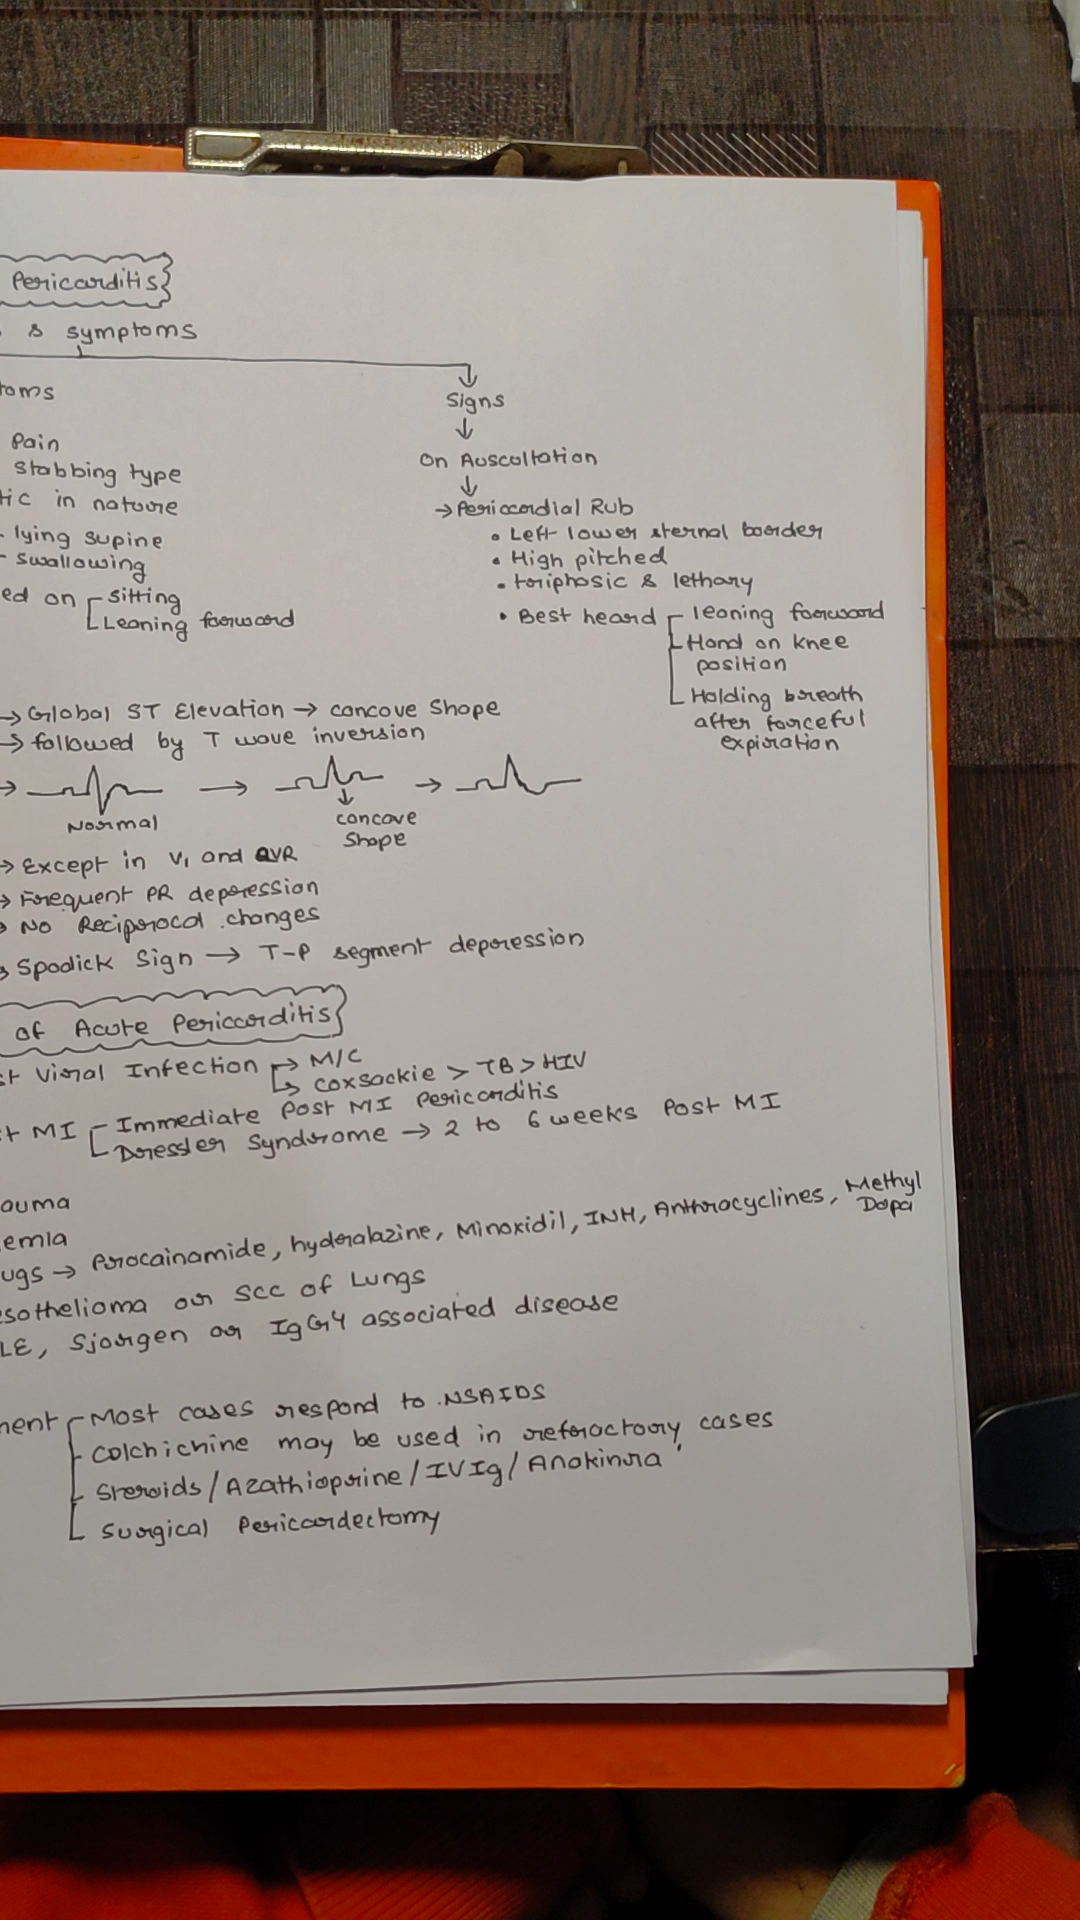 Pericarditis
& symptoms
toms
Signs
Pain
On Auscultation
stabbing type
tic in nature
→ Pericardial Rub
lying supine
• Left lower sternal border
swallowing
• High pitched
ed on sitting
• triphasic & lethary
Leaning forward
• Best heard leaning forward
Hand on knee
position
Holding breath
after forceful
expiration
→ Global ST Elevation → concave shape
→ followed by T wave inversion
→ → →
Normal
concave
shape
→ Except in V1 and aVR
→ Frequent PR depression
→ No Reciprocal changes
→ Spodick Sign → T-P segment depression
of Acute Pericarditis
st Viral Infection → M/C
→ coxsackie > TB > HIV
t MI Immediate Post MI Pericarditis
Dressler Syndrome → 2 to 6 weeks Post MI
auma
emia
ugs → Procainamide, hydralazine, Minoxidil, INH, Anthracyclines, Methyl
Dopa
esothelioma or SCC of Lungs
LE, Sjorgen or IgG4 associated disease
ment Most cases respond to NSAIDS
Colchichine may be used in refractory cases
Steroids/Azathioprine/IVIg/Anakinra
Surgical Pericardectomy